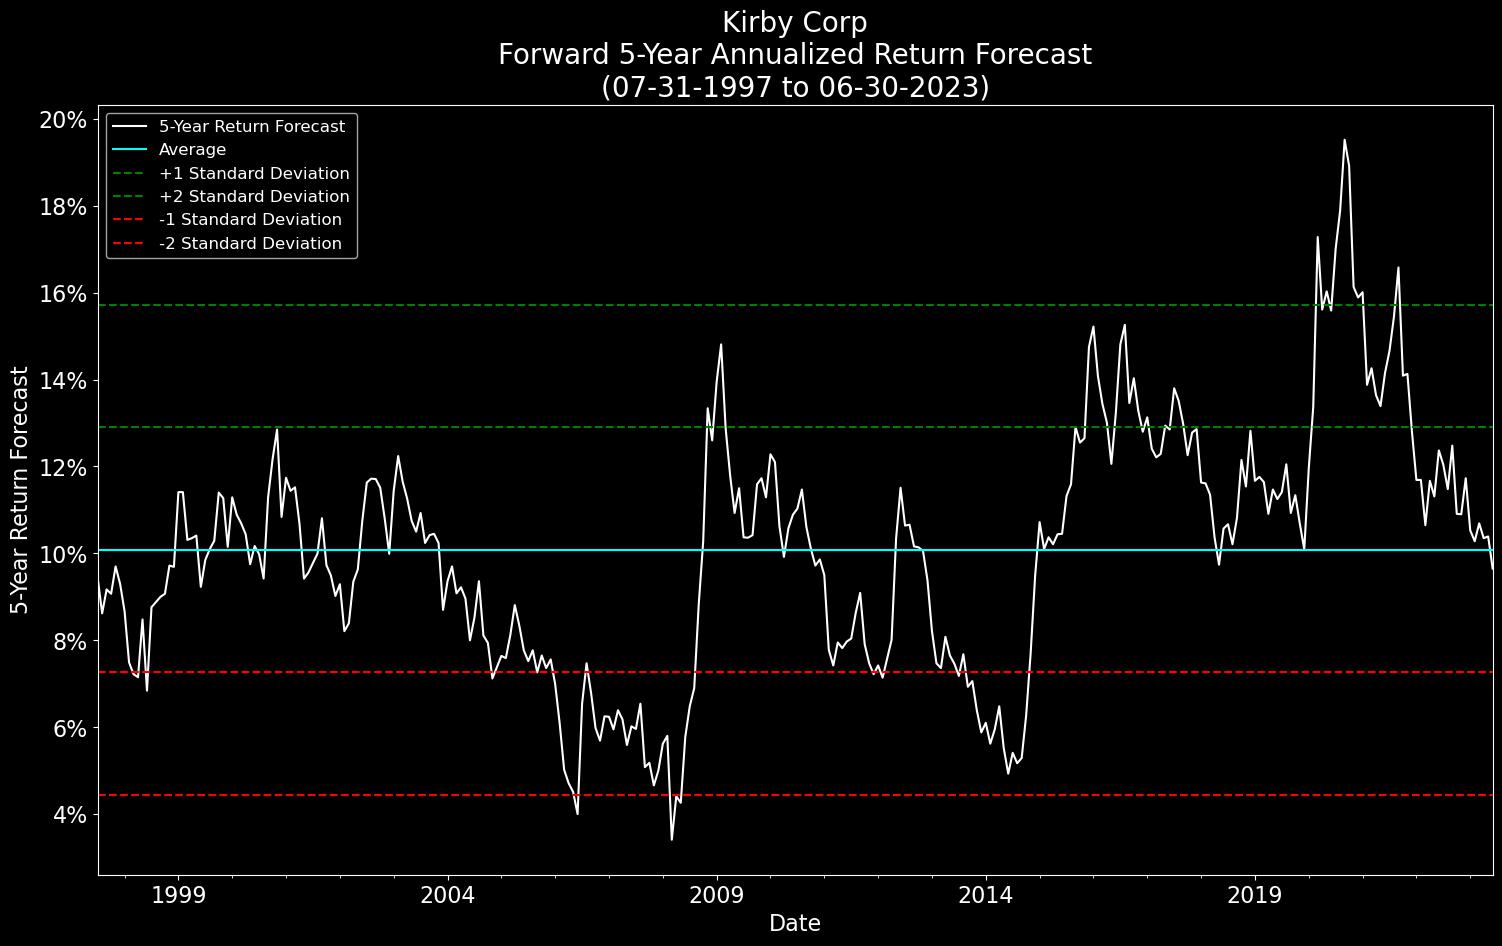 Kirby Corp
Forward 5-Year Annualized Return Forecast
(07-31-1997 to 06-30-2023)
5-Year Return Forecast
Average
+1 Standard Deviation
+2 Standard Deviation
-1 Standard Deviation
-2 Standard Deviation
20%
18%
16%
14%
12%
10%
8%
6%
4%
5-Year Return Forecast
1999
2004
2009
2014
2019
Date